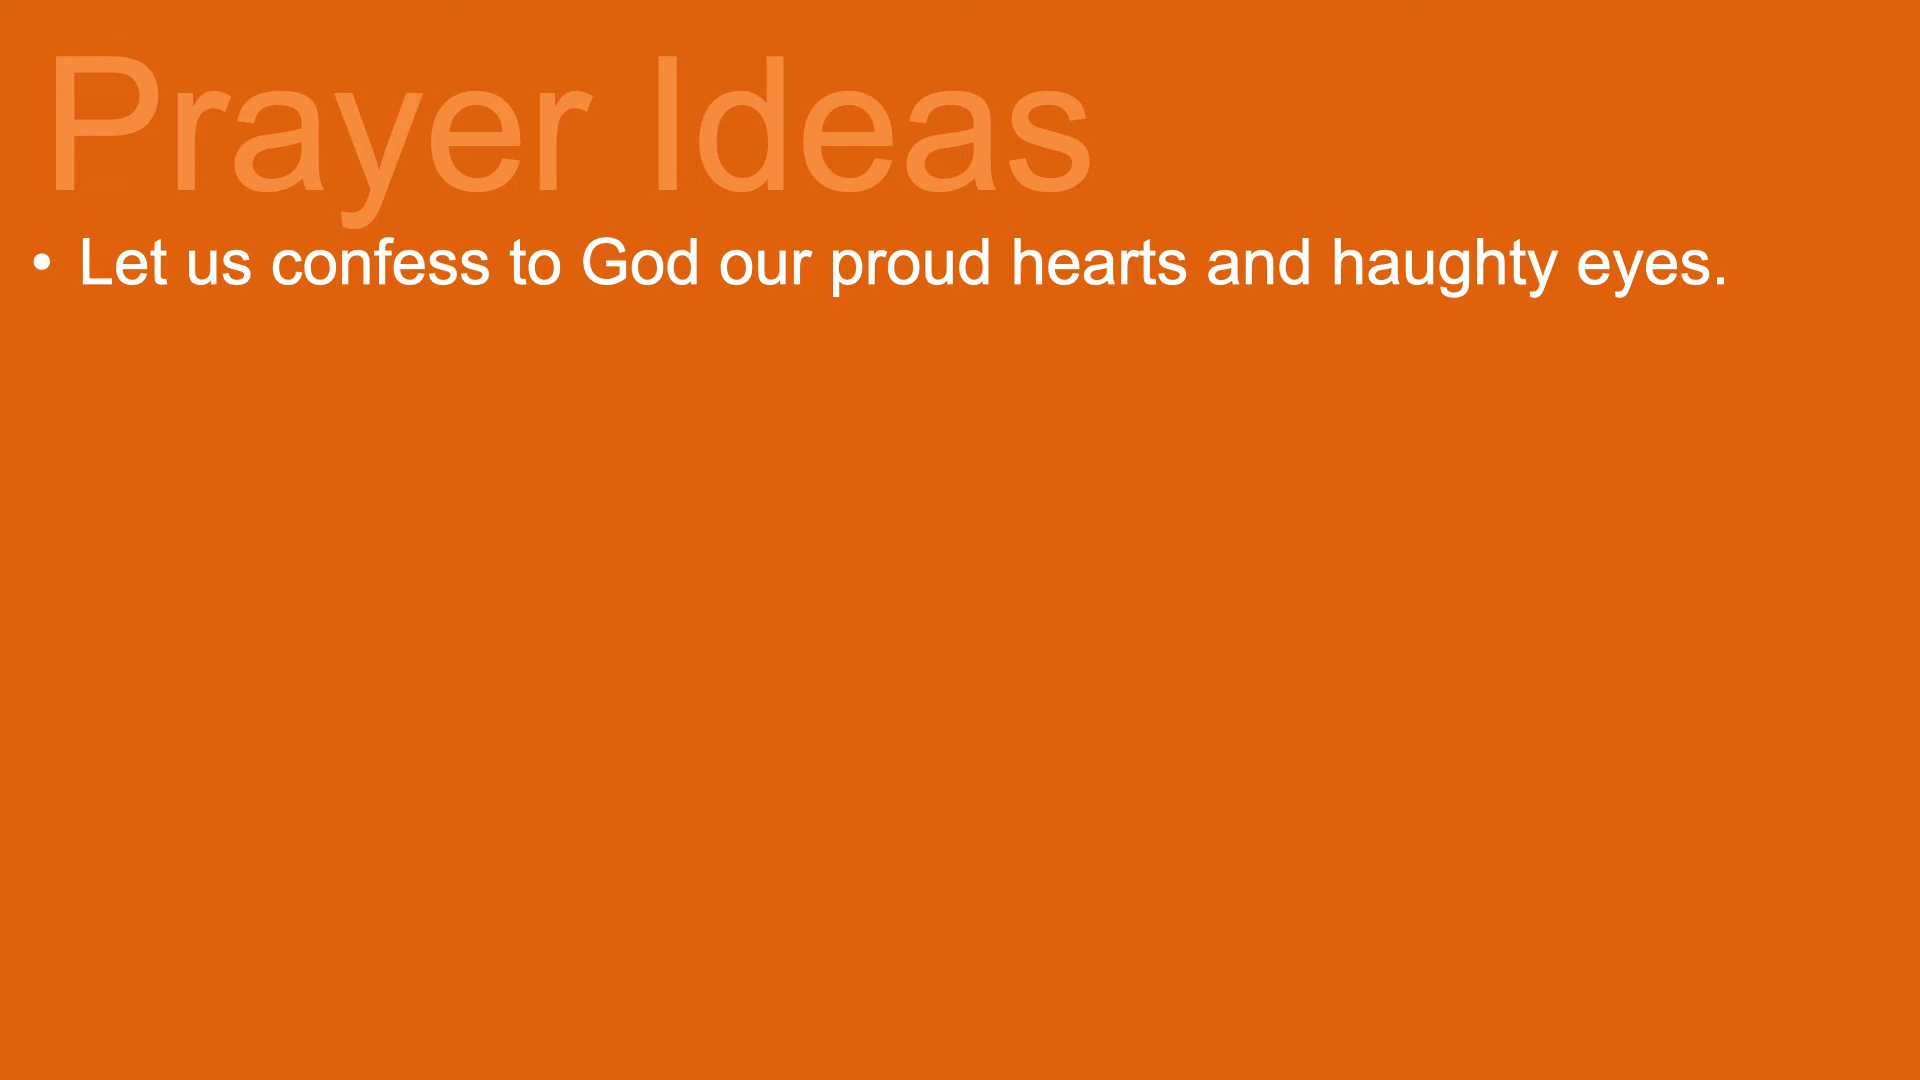 Prayer Ideas
• Let us confess to God our proud hearts and haughty eyes.